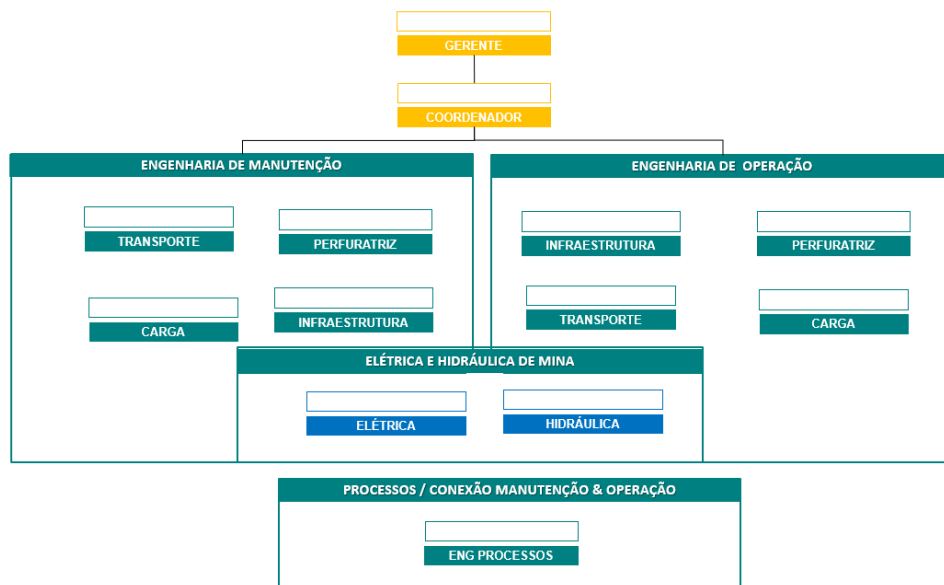 GERENTE
COORDENADOR
ENGENHARIA DE MANUTENÇÃO
TRANSPORTE
PERFURATRIZ
CARGA
INFRAESTRUTURA
ENGENHARIA DE OPERAÇÃO
INFRAESTRUTURA
PERFURATRIZ
TRANSPORTE
CARGA
ELÉTRICA E HIDRÁULICA DE MINA
ELÉTRICA
HIDRÁULICA
PROCESSOS / CONEXÃO MANUTENÇÃO & OPERAÇÃO
ENG PROCESSOS